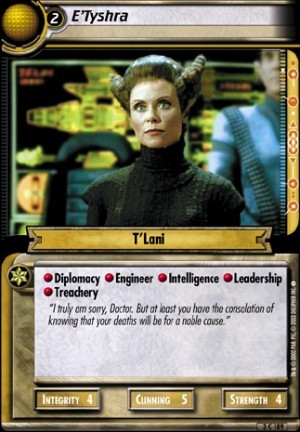 2 E'Tyshra
T'Lani
Diplomacy Engineer Intelligence Leadership
Treachery
"I truly am sorry, Doctor. But at least you have the consolation of
knowing that your deaths will be for a noble cause."
INTEGRITY 4 CUNNING 5 STRENGTH 4